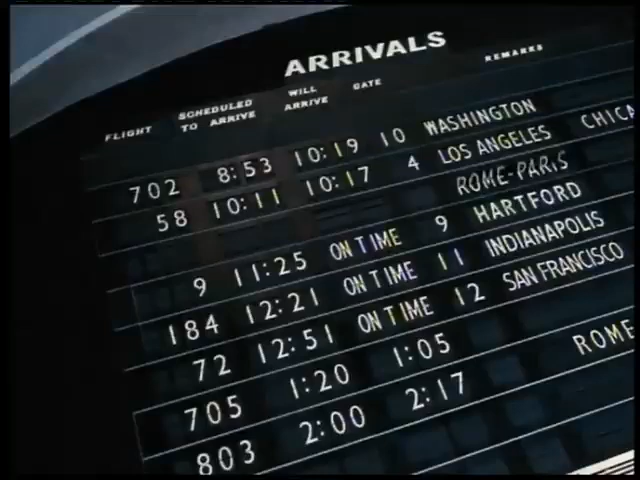 ARRIVALS
FLIGHT SCHEDULED TO ARRIVE WILL ARRIVE GATE REMARKS
702 8:53 10:19 10 WASHINGTON
58 10:11 10:17 4 LOS ANGELES CHICA
ROME-PARIS
9 11:25 ON TIME 9 HARTFORD
184 12:21 ON TIME 11 INDIANAPOLIS
72 12:51 ON TIME 12 SAN FRANCISCO
705 1:20 1:05
803 2:00 2:17 ROME